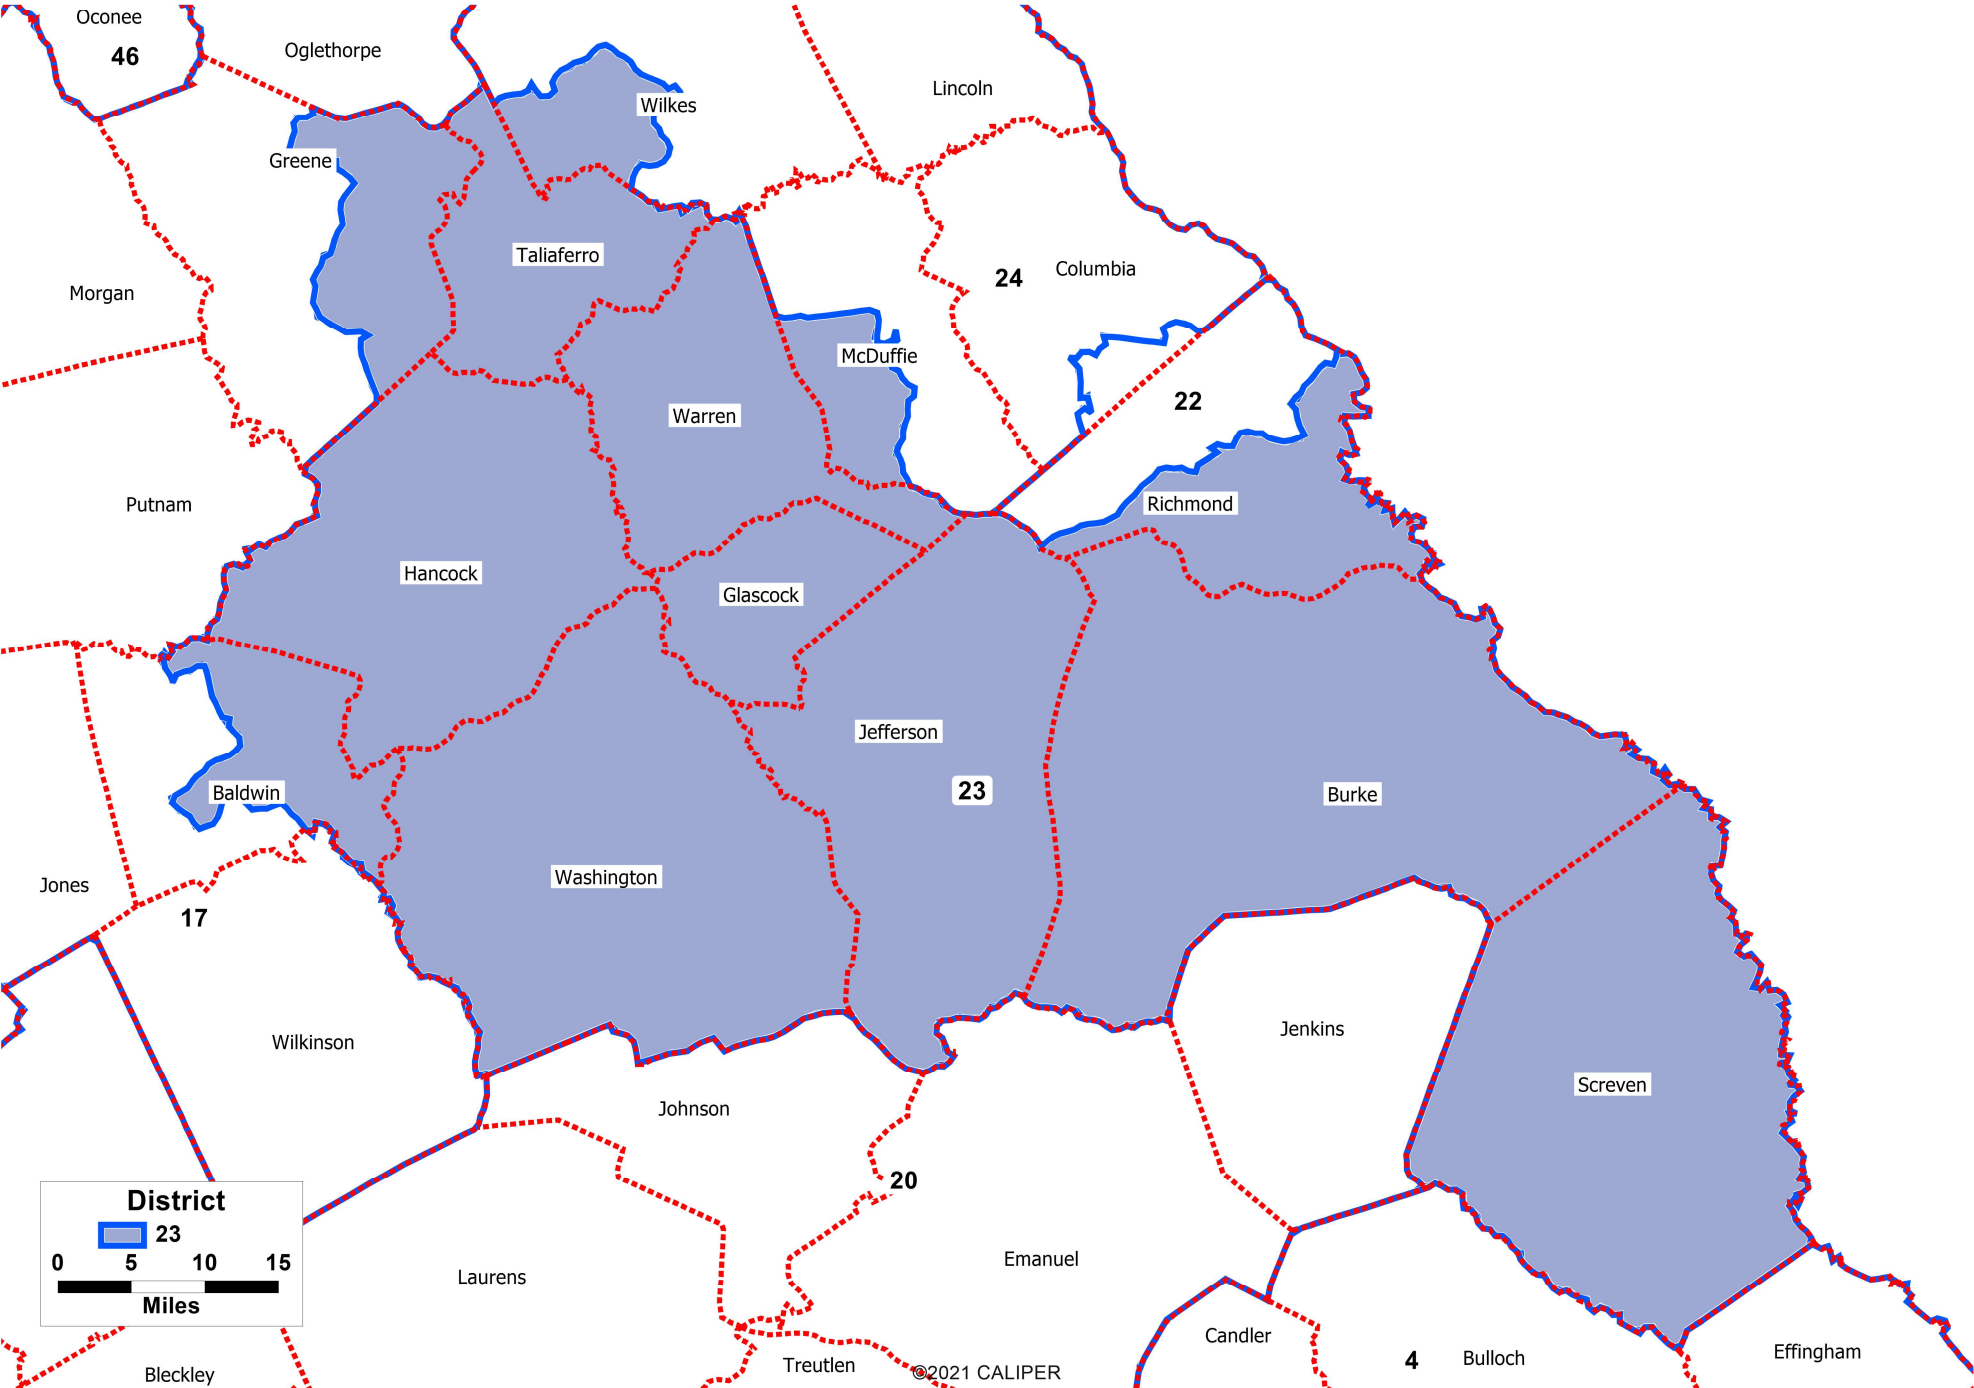 Oconee
46
Oglethorpe
Lincoln
Wilkes
Greene
Taliaferro
24
Columbia
Morgan
McDuffie
22
Warren
Putnam
Richmond
Hancock
Glascock
Jefferson
23
Baldwin
Burke
Washington
Jones
17
Wilkinson
Jenkins
Screven
Johnson
20
District
23
0 5 10 15
Miles
Emanuel
Laurens
Candler
4
Bulloch
Effingham
Treutlen
Bleckley
©2021 CALIPER